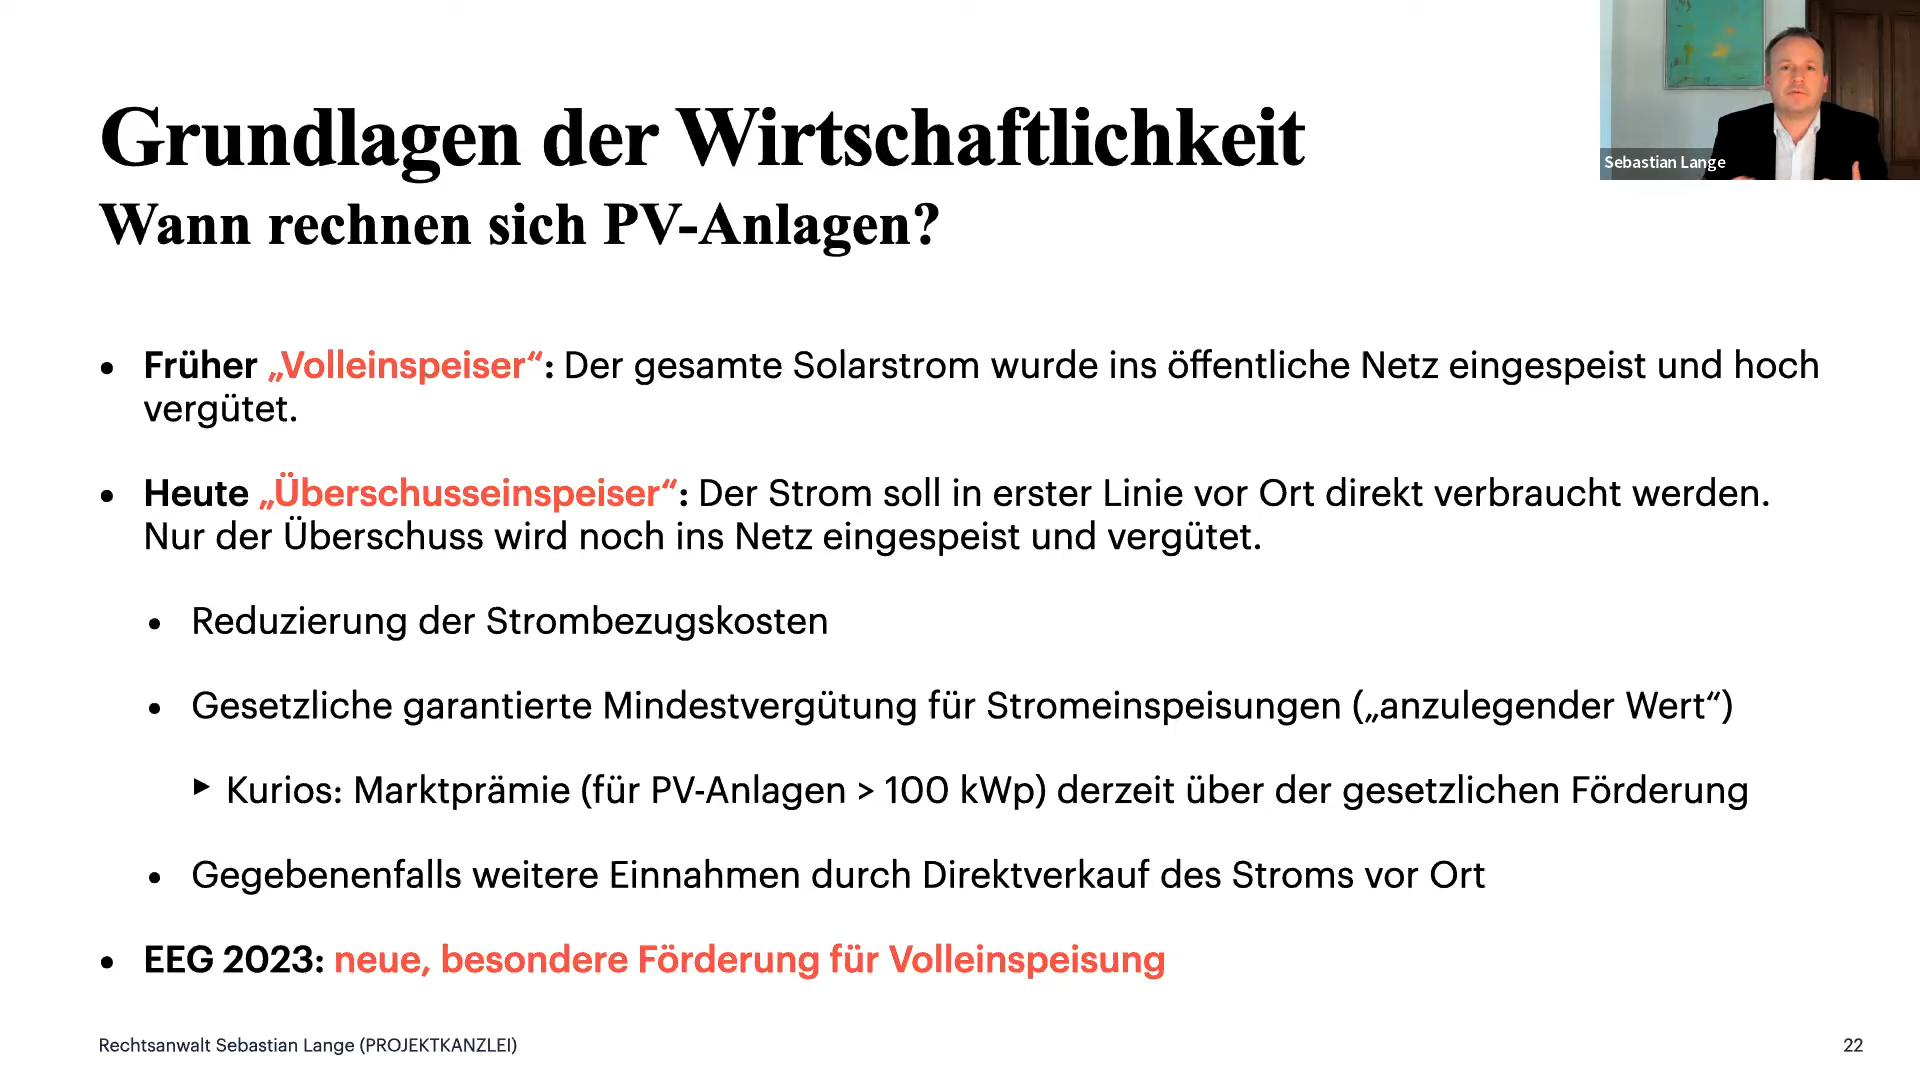 Grundlagen der Wirtschaftlichkeit
Wann rechnen sich PV-Anlagen?
Sebastian Lange
• Früher „Volleinspeiser“: Der gesamte Solarstrom wurde ins öffentliche Netz eingespeist und hoch
vergütet.
• Heute „Überschusseinspeiser“: Der Strom soll in erster Linie vor Ort direkt verbraucht werden.
Nur der Überschuss wird noch ins Netz eingespeist und vergütet.
• Reduzierung der Strombezugskosten
• Gesetzliche garantierte Mindestvergütung für Stromeinspeisungen („anzulegender Wert“)
▸ Kurios: Marktprämie (für PV-Anlagen > 100 kWp) derzeit über der gesetzlichen Förderung
• Gegebenenfalls weitere Einnahmen durch Direktverkauf des Stroms vor Ort
• EEG 2023: neue, besondere Förderung für Volleinspeisung
Rechtsanwalt Sebastian Lange (PROJEKTKANZLEI)
22